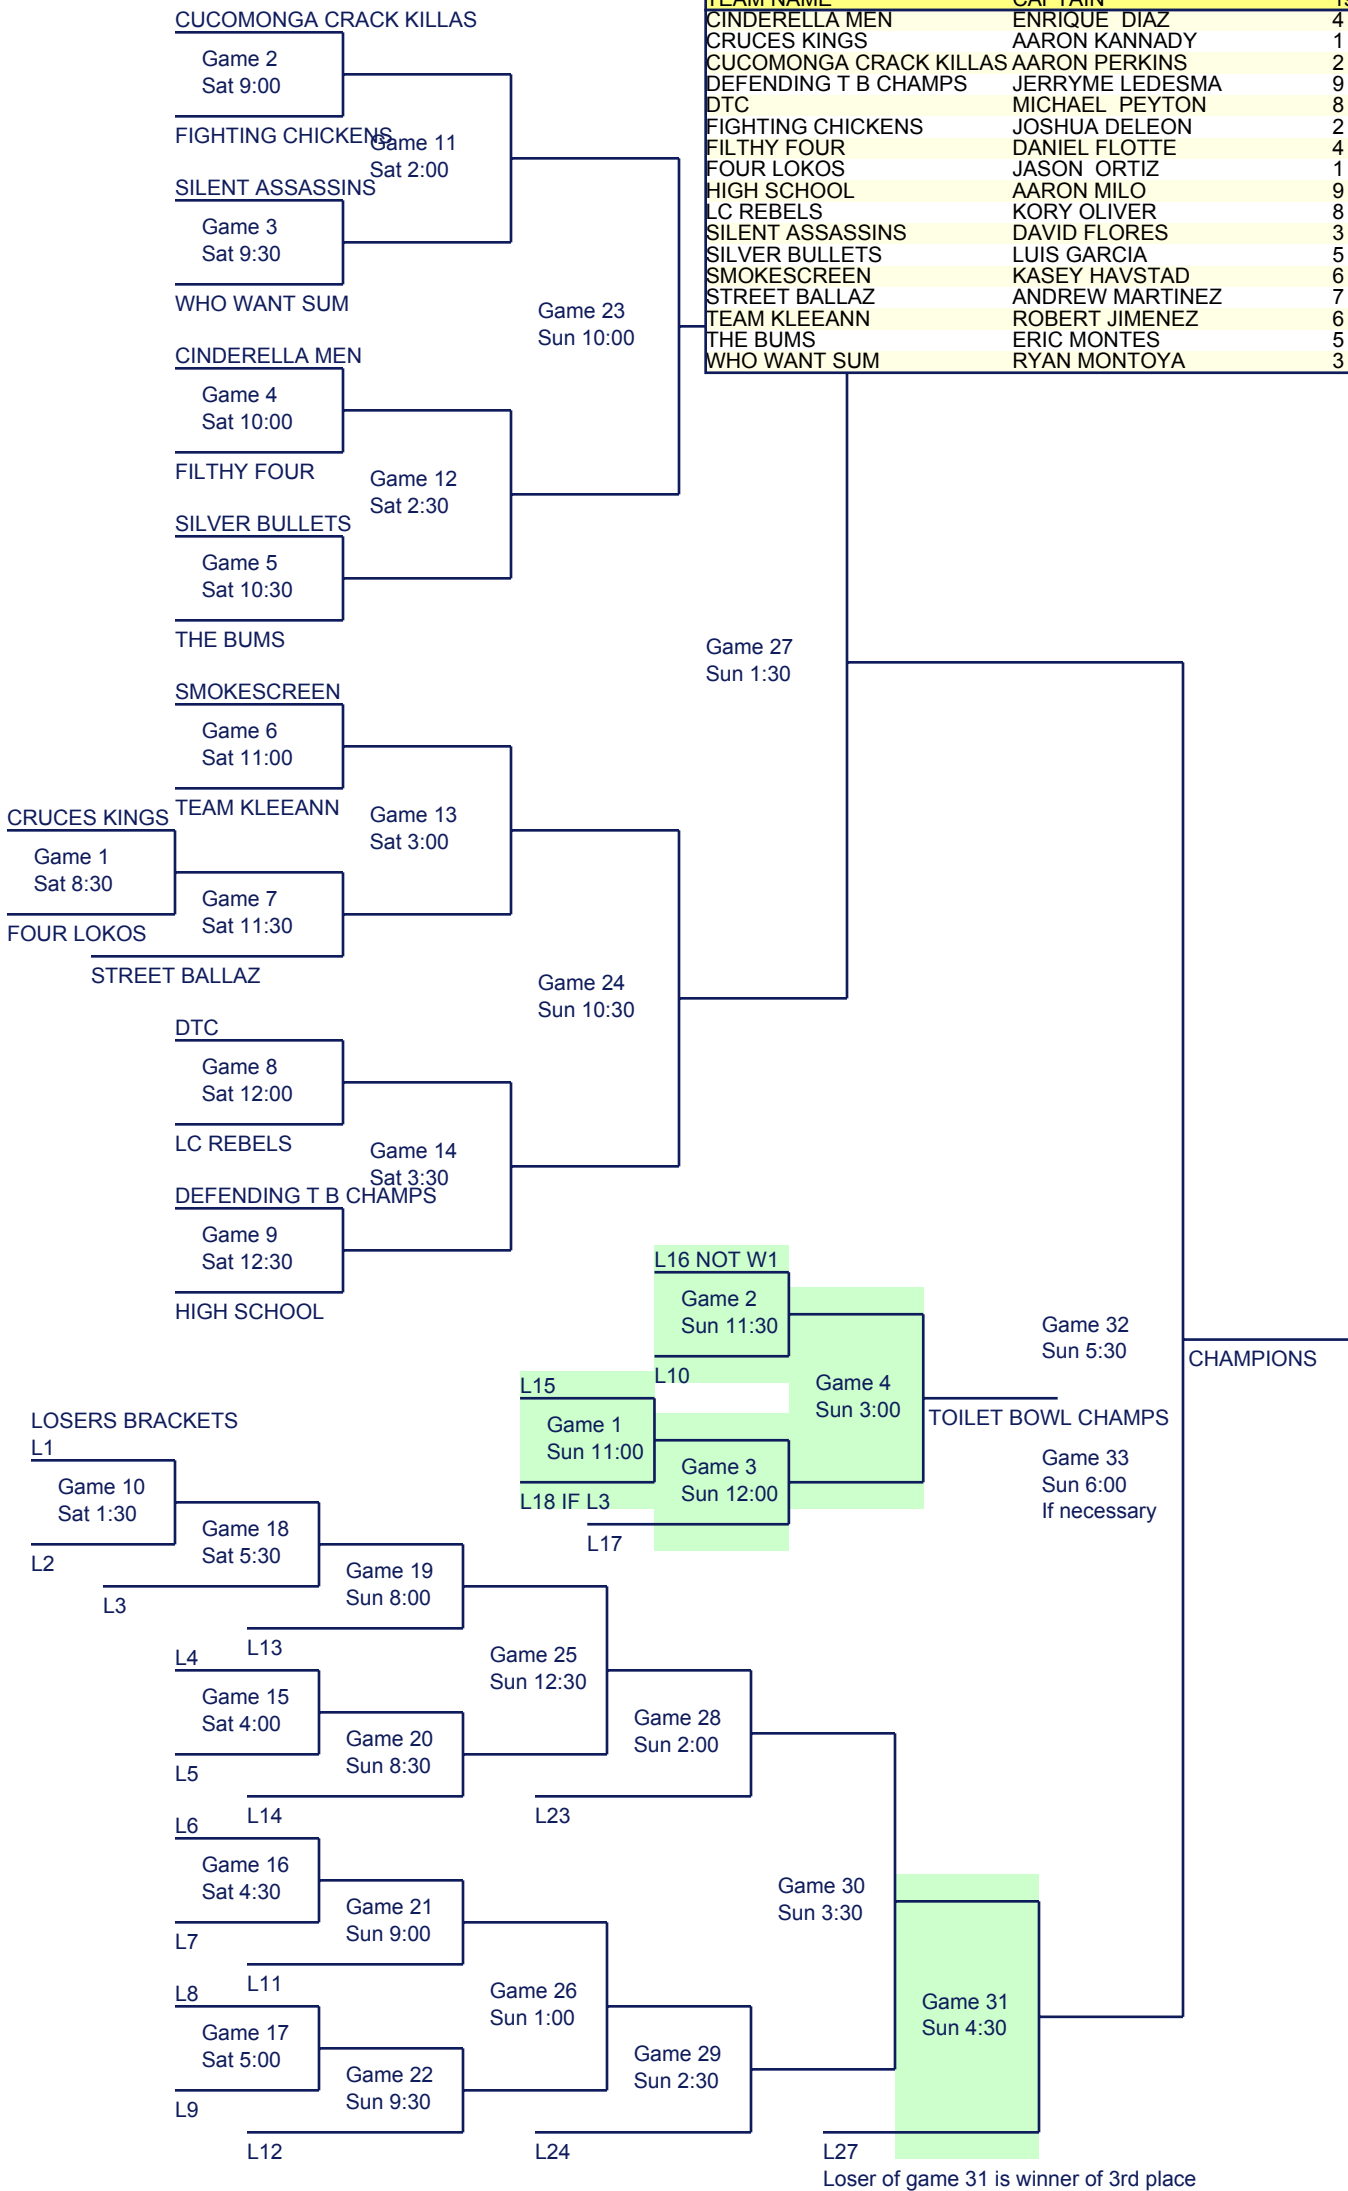 CUCOMONGA CRACK KILLAS
Game 2
Sat 9:00
FIGHTING CHICKENS
Game 11
Sat 2:00
SILENT ASSASSINS
Game 3
Sat 9:30
WHO WANT SUM
Game 23
Sun 10:00
CINDERELLA MEN
Game 4
Sat 10:00
FILTHY FOUR
Game 12
Sat 2:30
SILVER BULLETS
Game 5
Sat 10:30
THE BUMS
TEAM NAME CAPTAIN
CINDERELLA MEN ENRIQUE DIAZ 4
CRUCES KINGS AARON KANNADY 1
CUCOMONGA CRACK KILLAS AARON PERKINS 2
DEFENDING T B CHAMPS JERRYME LEDESMA 9
DTC MICHAEL PEYTON 8
FIGHTING CHICKENS JOSHUA DELEON 2
FILTHY FOUR DANIEL FLOTTE 4
FOUR LOKOS JASON ORTIZ 1
HIGH SCHOOL AARON MILO 9
LC REBELS KORY OLIVER 8
SILENT ASSASSINS DAVID FLORES 3
SILVER BULLETS LUIS GARCIA 5
SMOKESCREEN KASEY HAVSTAD 6
STREET BALLAZ ANDREW MARTINEZ 7
TEAM KLEEANN ROBERT JIMENEZ 6
THE BUMS ERIC MONTES 5
WHO WANT SUM RYAN MONTOYA 3
Game 27
Sun 1:30
SMOKESCREEN
Game 6
Sat 11:00
TEAM KLEEANN
Game 13
Sat 3:00
CRUCES KINGS
Game 1
Sat 8:30
FOUR LOKOS
Game 7
Sat 11:30
STREET BALLAZ
Game 24
Sun 10:30
DTC
Game 8
Sat 12:00
LC REBELS
Game 14
Sat 3:30
DEFENDING T B CHAMPS
Game 9
Sat 12:30
HIGH SCHOOL
L16 NOT W1
Game 2
Sun 11:30
L10
L15
Game 1
Sun 11:00
L18 IF L3
Game 3
Sun 12:00
L17
Game 4
Sun 3:00
TOILET BOWL CHAMPS
Game 32
Sun 5:30
CHAMPIONS
Game 33
Sun 6:00
If necessary
LOSERS BRACKETS
L1
Game 10
Sat 1:30
L2
Game 18
Sat 5:30
L3
Game 19
Sun 8:00
L13
L4
Game 15
Sat 4:00
L5
Game 20
Sun 8:30
L14
Game 25
Sun 12:30
Game 28
Sun 2:00
L23
L6
Game 16
Sat 4:30
L7
Game 21
Sun 9:00
L11
L8
Game 17
Sat 5:00
L9
Game 22
Sun 9:30
L12
Game 26
Sun 1:00
Game 29
Sun 2:30
L24
Game 30
Sun 3:30
Game 31
Sun 4:30
L27
Loser of game 31 is winner of 3rd place